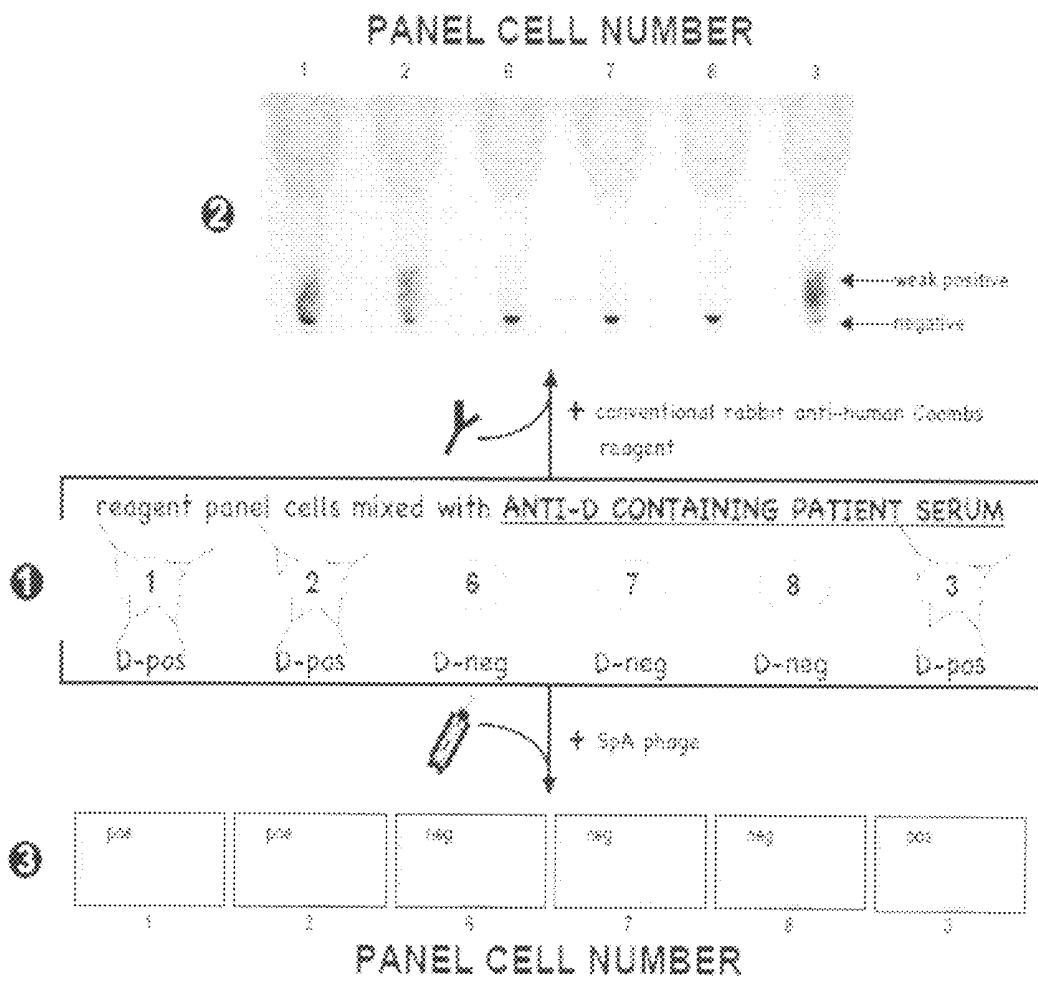 PANEL CELL NUMBER
1 2 6 7 8 3
2
weak positive
negative
+ conventional rabbit anti-human Coombs
reagent
reagent panel cells mixed with ANTI-D CONTAINING PATIENT SERUM
1
1 2 6 7 8 3
D-pos D-pos D-neg D-neg D-neg D-pos
+ SpA phage
3
pos pos neg neg neg pos
1 2 6 7 8 3
PANEL CELL NUMBER